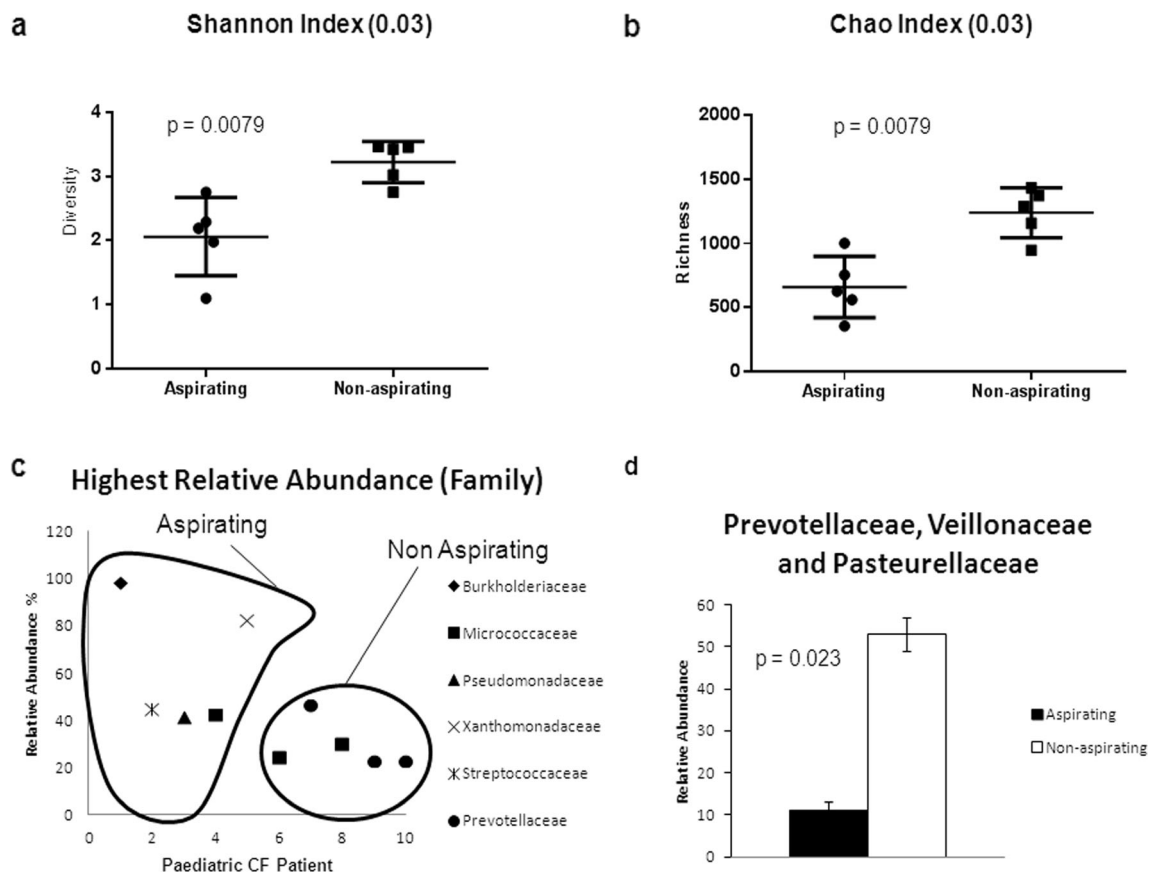 a
Shannon Index (0.03)
4
3
2
1
0
Diversity
p = 0.0079
Aspirating
Non-aspirating
b
Chao Index (0.03)
2000
1500
1000
500
0
Richness
p = 0.0079
Aspirating
Non-aspirating
c
Highest Relative Abundance (Family)
Aspirating
Non Aspirating
120
100
80
60
40
20
0
Relative Abundance %
0 2 4 6 8 10
Paediatric CF Patient
Burkholderiaceae
Micrococcaceae
Pseudomonadaceae
Xanthomonadaceae
Streptococcaceae
Prevotellaceae
d
Prevotellaceae, Veillonaceae
and Pasteurellaceae
60
50
40
30
20
10
0
Relative Abundance
p = 0.023
Aspirating
Non-aspirating